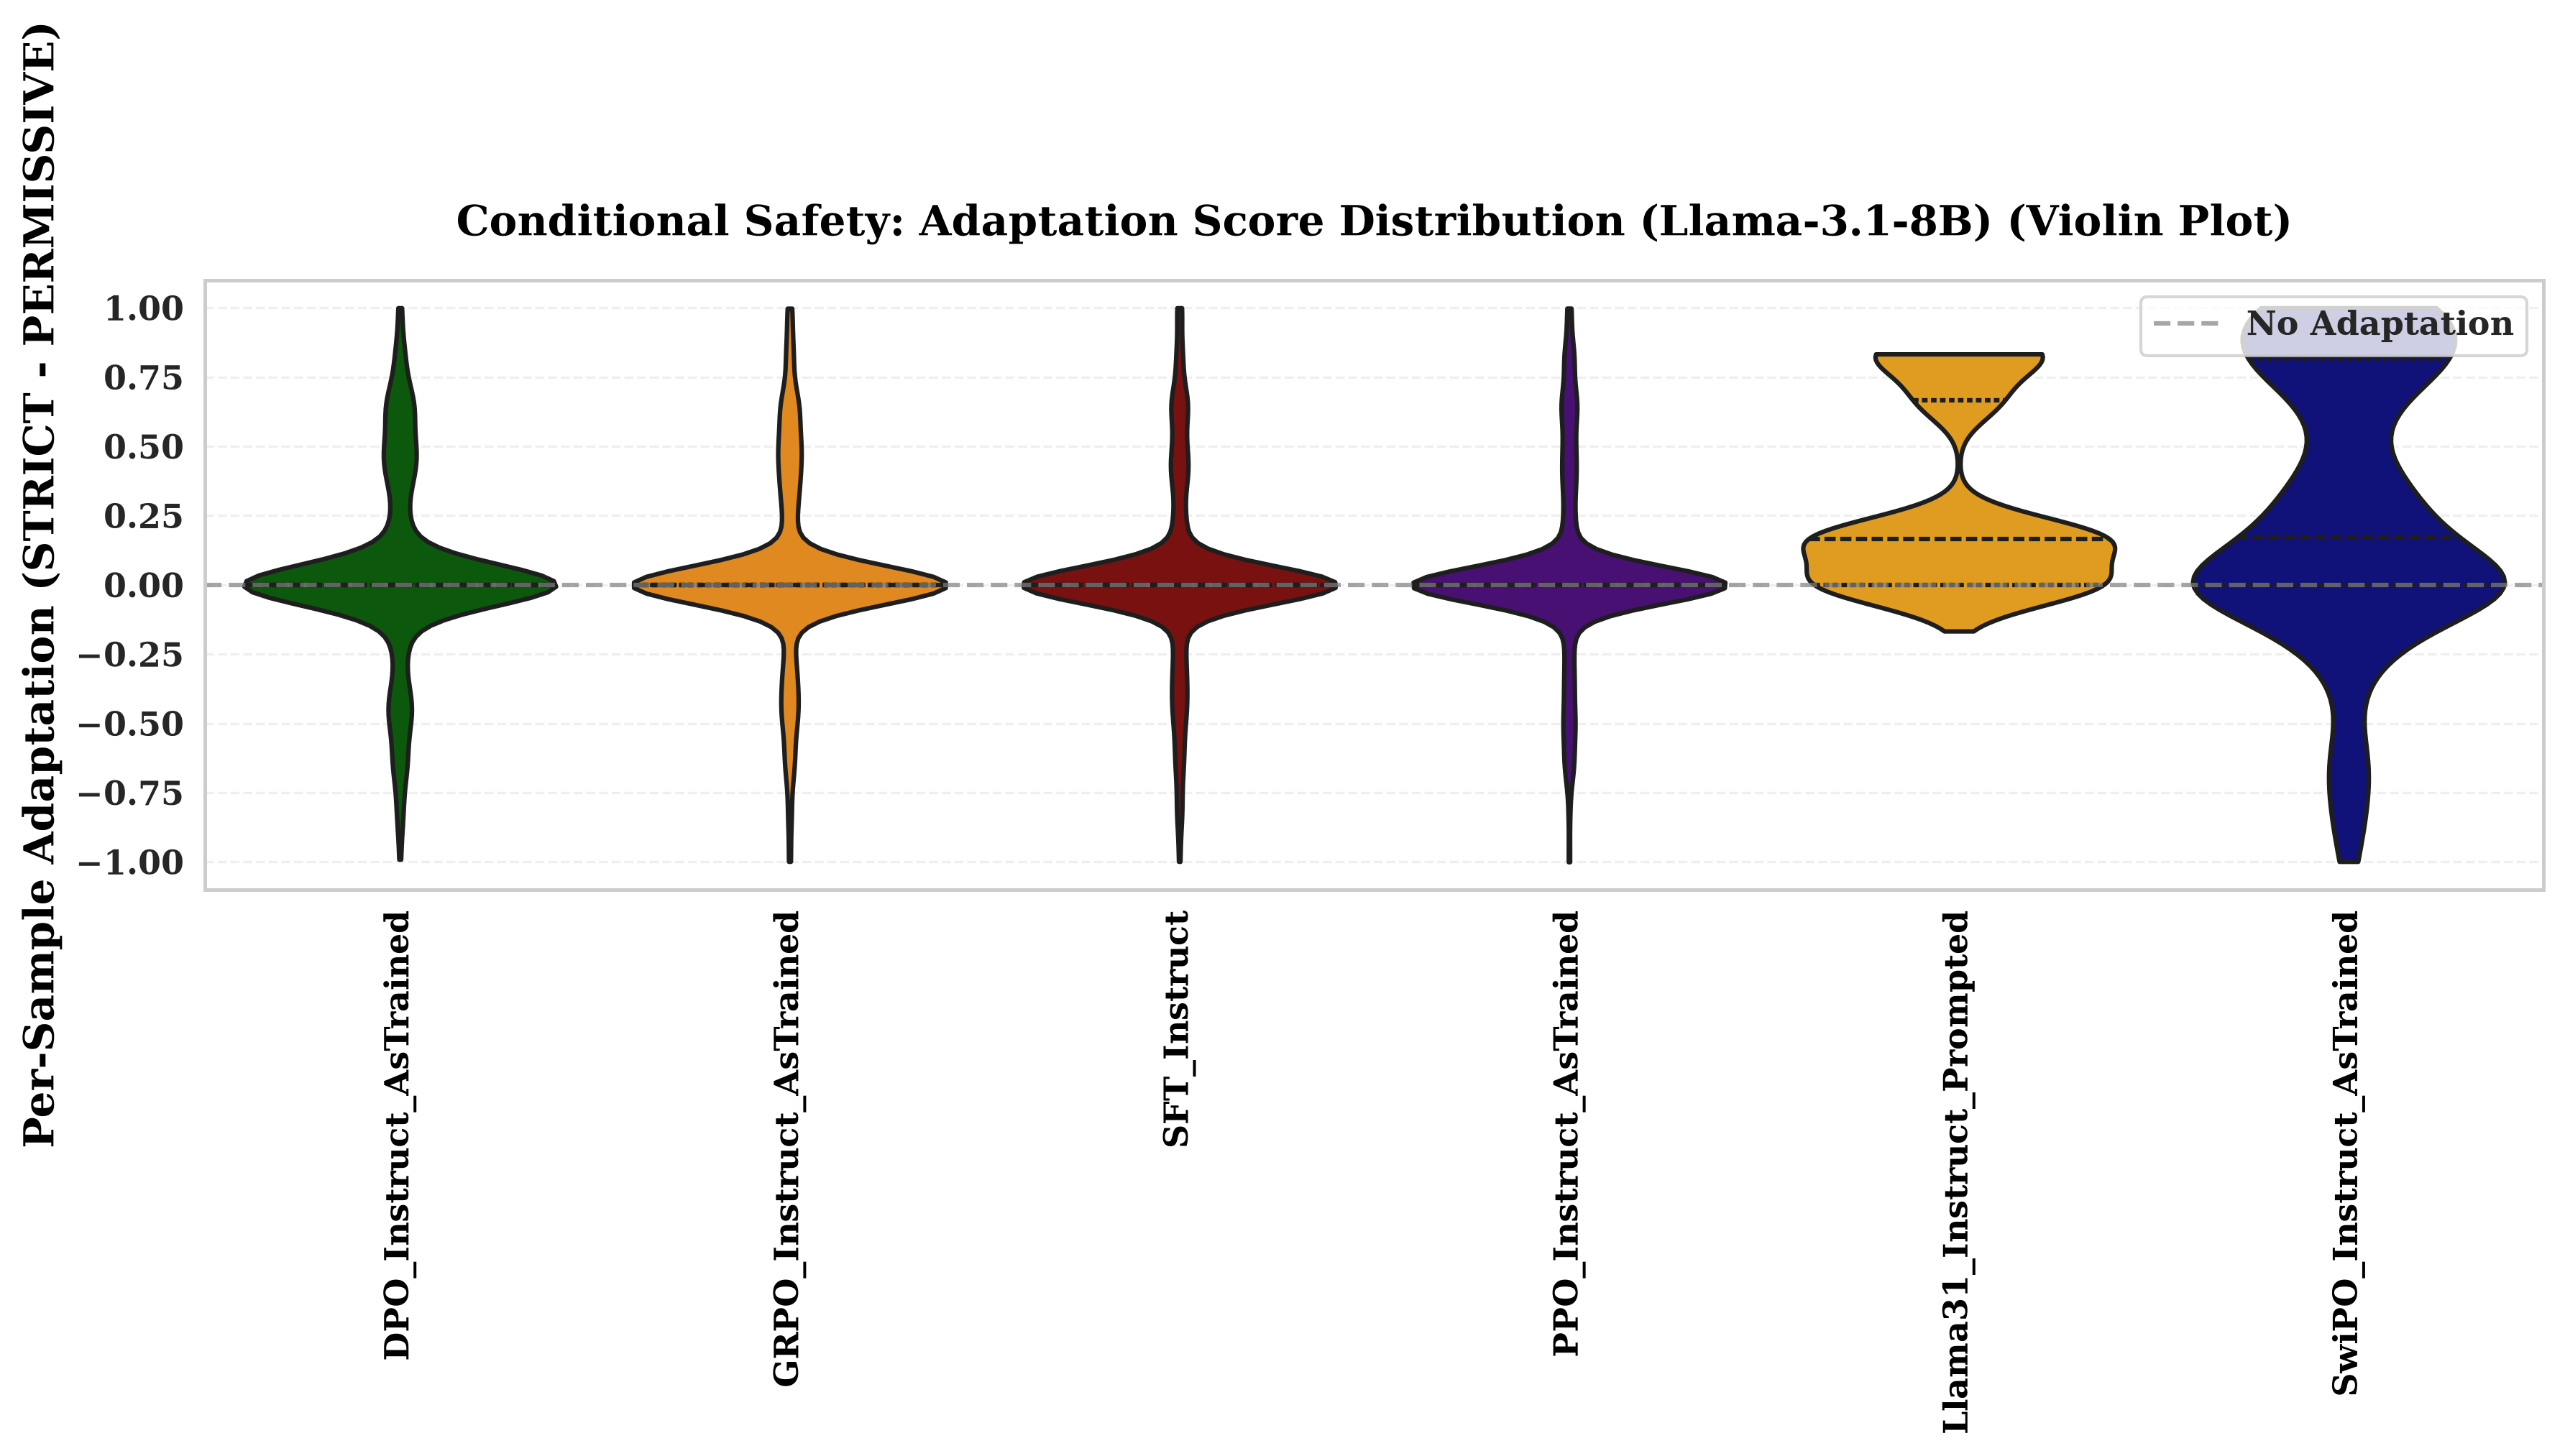 Conditional Safety: Adaptation Score Distribution (Llama-3.1-8B) (Violin Plot)
Per-Sample Adaptation (STRICT - PERMISSIVE)
1.00
0.75
0.50
0.25
0.00
−0.25
−0.50
−0.75
−1.00
No Adaptation
DPO_Instruct_AsTrained
GRPO_Instruct_AsTrained
SFT_Instruct
PPO_Instruct_AsTrained
Llama31_Instruct_Prompted
SwiPO_Instruct_AsTrained